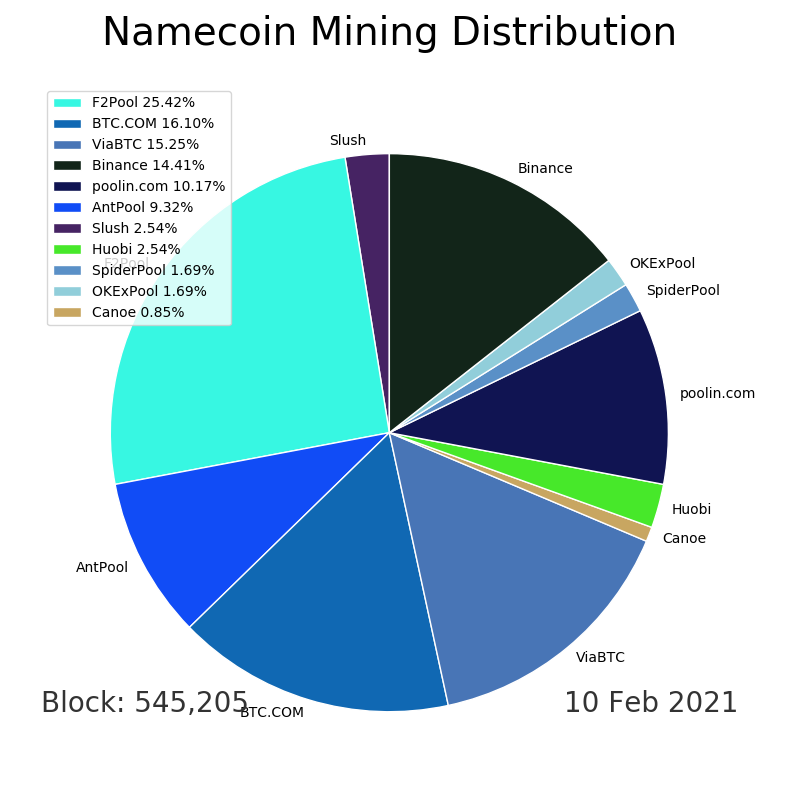 Namecoin Mining Distribution
F2Pool 25.42%
BTC.COM 16.10%
ViaBTC 15.25%
Binance 14.41%
poolin.com 10.17%
AntPool 9.32%
Slush 2.54%
Huobi 2.54%
SpiderPool 1.69%
OKExPool 1.69%
Canoe 0.85%
Slush
Binance
F2Pool
OKExPool
SpiderPool
poolin.com
Huobi
Canoe
AntPool
ViaBTC
BTC.COM
Block: 545,205
10 Feb 2021